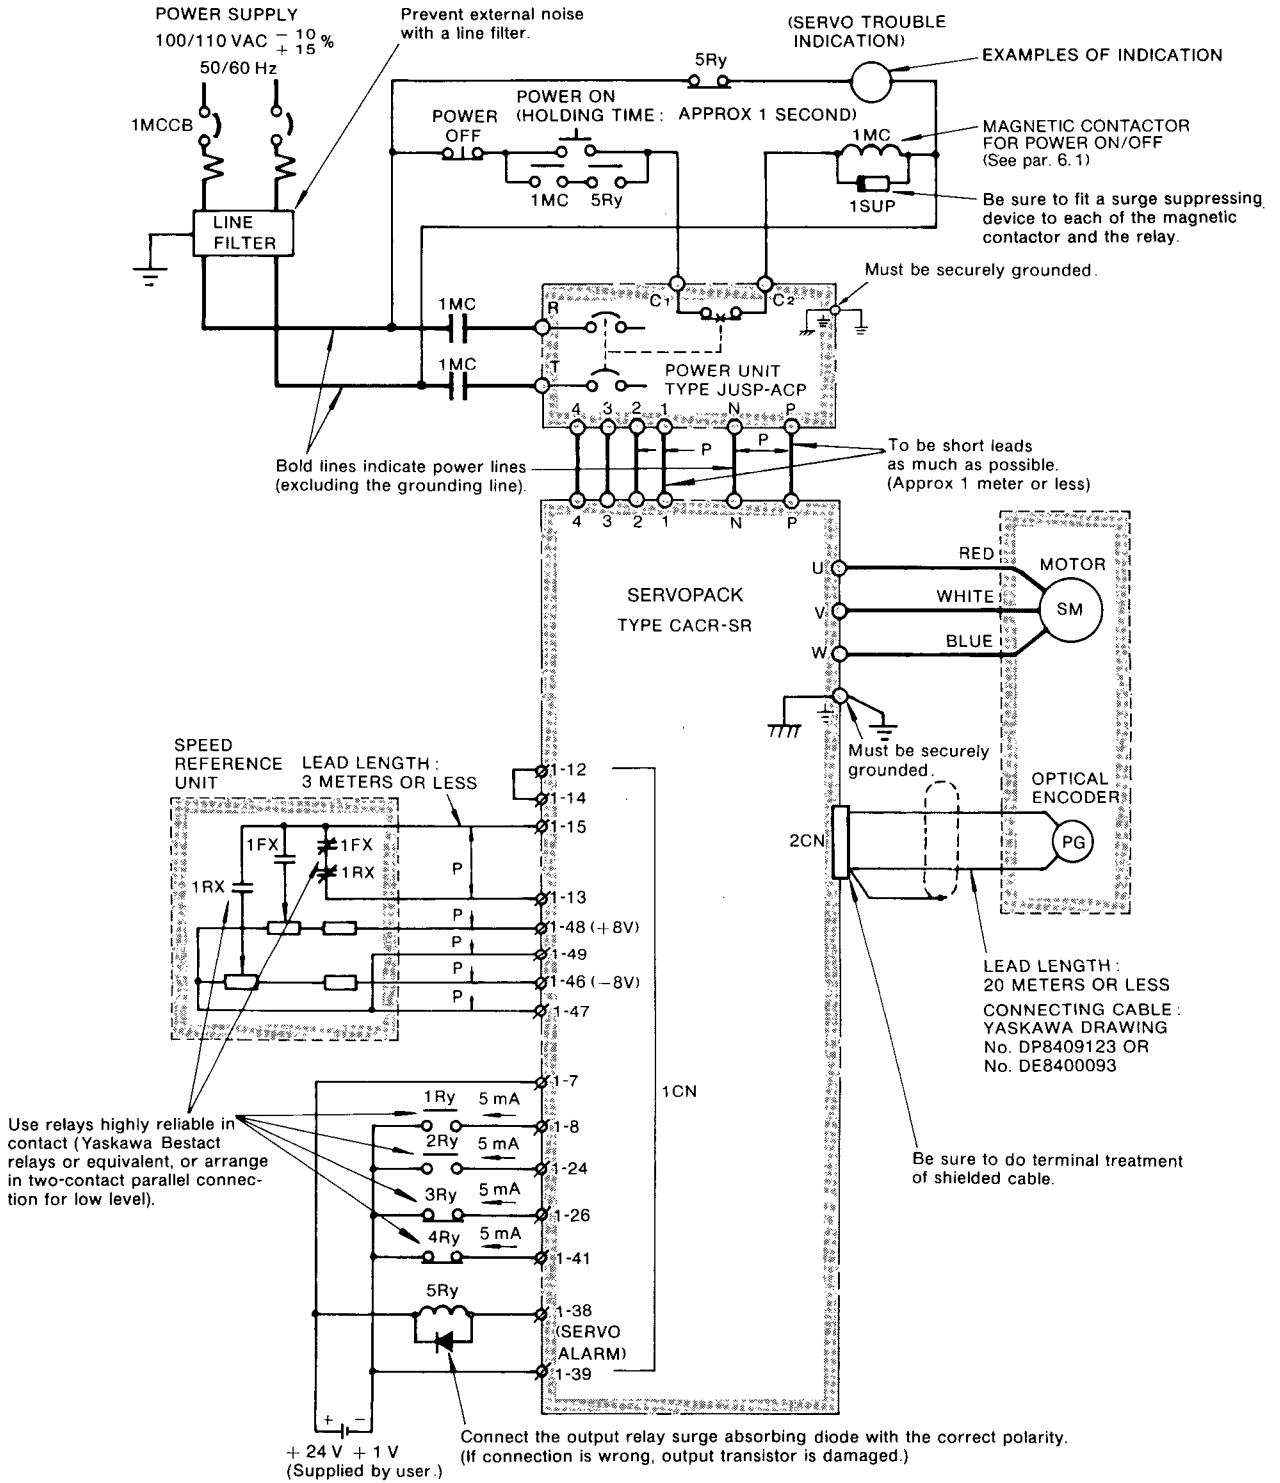 POWER SUPPLY
100/110 VAC − 10 + 15 %
50/60 Hz
Prevent external noise
with a line filter.
(SERVO TROUBLE
INDICATION)
EXAMPLES OF INDICATION
5Ry
POWER ON
(HOLDING TIME : APPROX 1 SECOND)
POWER
OFF
1MCCB
1MC
MAGNETIC CONTACTOR
FOR POWER ON/OFF
(See par. 6.1)
1MC 5Ry
1SUP
Be sure to fit a surge suppressing
device to each of the magnetic
contactor and the relay.
LINE
FILTER
Must be securely grounded.
C1 C2
1MC
R
1MC
T
POWER UNIT
TYPE JUSP-ACP
4 3 2 1 N P
P P
Bold lines indicate power lines
(excluding the grounding line).
To be short leads
as much as possible.
(Approx 1 meter or less)
4 3 2 1 N P
SERVOPACK
TYPE CACR-SR
U
RED
MOTOR
V
WHITE
SM
W
BLUE
Must be securely
grounded.
SPEED
REFERENCE
UNIT
LEAD LENGTH :
3 METERS OR LESS
1-12
1-14
1-15
OPTICAL
ENCODER
2CN
PG
1FX 1FX
1RX 1RX
P
1-13
P
1-48 (+8V)
P
1-49
P
1-46 (−8V)
P
1-47
LEAD LENGTH :
20 METERS OR LESS
CONNECTING CABLE :
YASKAWA DRAWING
No. DP8409123 OR
No. DE8400093
1-7
1CN
Use relays highly reliable in
contact (Yaskawa Bestact
relays or equivalent, or arrange
in two-contact parallel connec-
tion for low level).
1Ry 5 mA
1-8
2Ry 5 mA
1-24
3Ry 5 mA
1-26
4Ry 5 mA
1-41
Be sure to do terminal treatment
of shielded cable.
5Ry
1-38
(SERVO
ALARM)
1-39
+ −
+ 24 V + 1 V
(Supplied by user.)
Connect the output relay surge absorbing diode with the correct polarity.
(If connection is wrong, output transistor is damaged.)